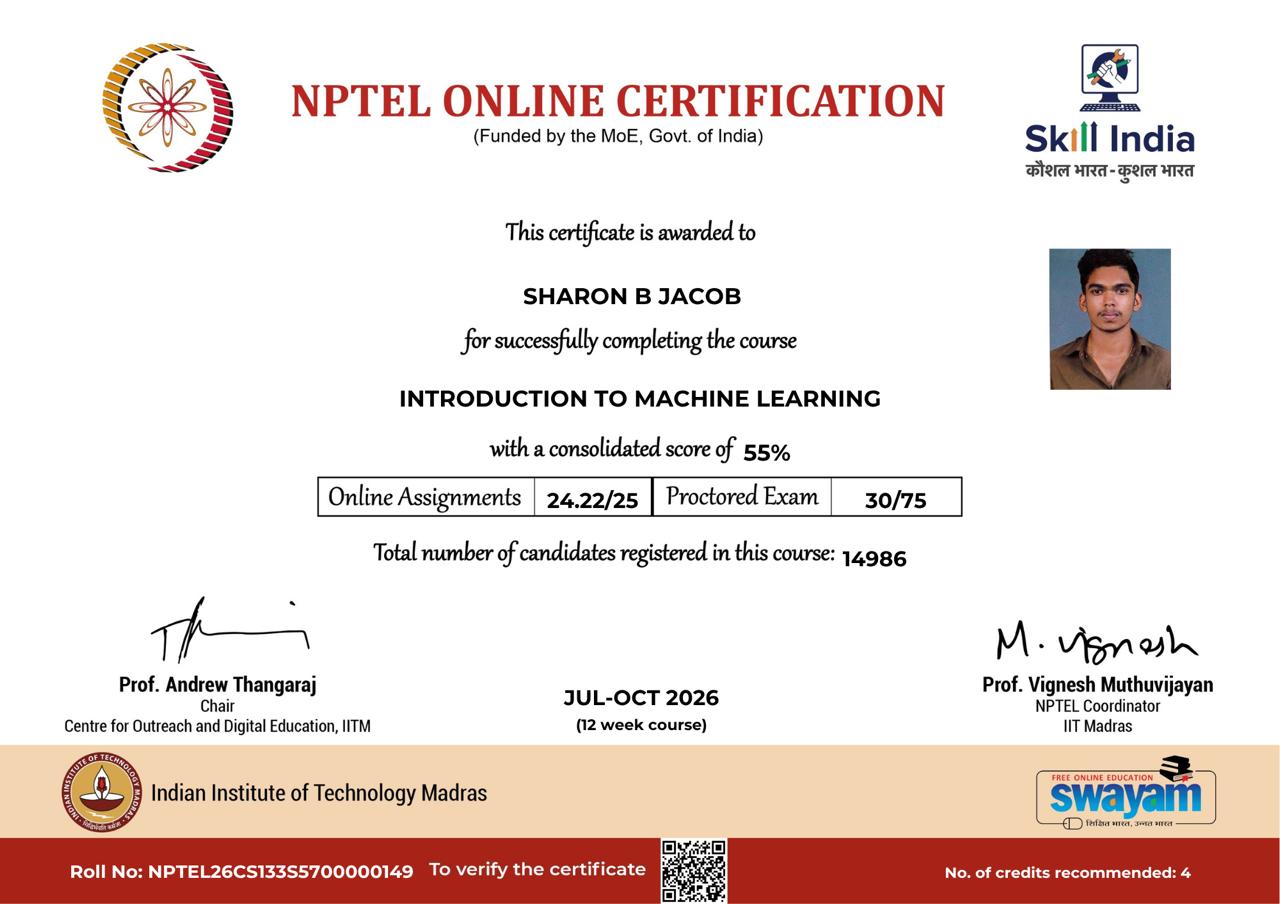 NPTEL ONLINE CERTIFICATION
(Funded by the MoE, Govt. of India)
Skill India
कौशल भारत - कुशल भारत
This certificate is awarded to
SHARON B JACOB
for successfully completing the course
INTRODUCTION TO MACHINE LEARNING
with a consolidated score of 55%
Online Assignments 24.22/25 Proctored Exam 30/75
Total number of candidates registered in this course: 14986
M. Vignesh
Prof. Andrew Thangaraj
Chair
Centre for Outreach and Digital Education, IITM
JUL-OCT 2026
(12 week course)
Prof. Vignesh Muthuvijayan
NPTEL Coordinator
IIT Madras
INDIAN INSTITUTE OF TECHNOLOGY MADRAS
Indian Institute of Technology Madras
FREE ONLINE EDUCATION
swayam
शिक्षित भारत, उन्नत भारत
Roll No: NPTEL26CS133S5700000149 To verify the certificate
No. of credits recommended: 4